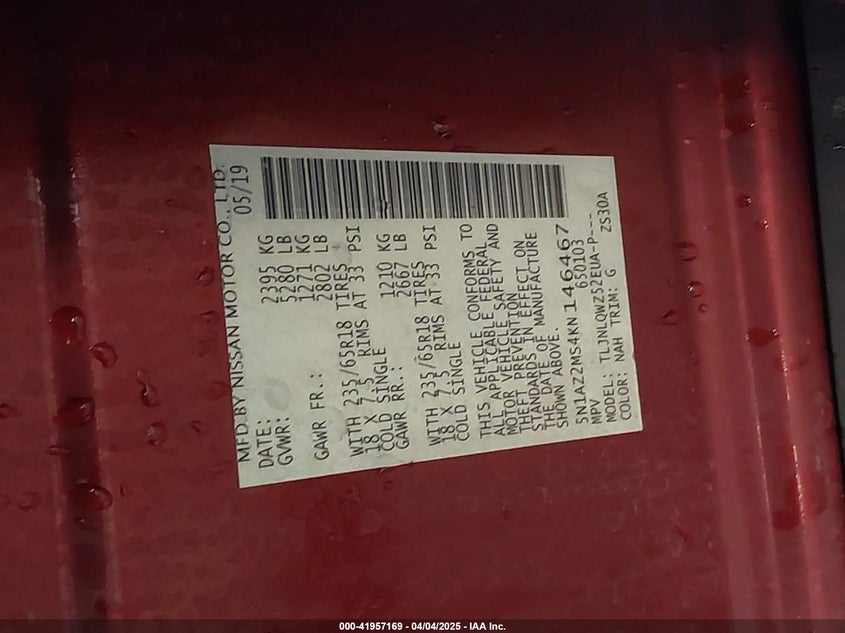 MFD.BY NISSAN MOTOR CO., LTD.
DATE: 05/19
GVWR: 2395 KG
5280 LB
GAWR FR.: 1271 KG
2802 LB
WITH 235/65R18 TIRES
18 X 7.5 RIMS AT 33 PSI
COLD SINGLE
GAWR RR.: 1210 KG
2667 LB
WITH 235/65R18 TIRES
18 X 7.5 RIMS AT 33 PSI
COLD SINGLE
THIS VEHICLE CONFORMS TO
ALL APPLICABLE FEDERAL
MOTOR VEHICLE SAFETY AND
THEFT PREVENTION
STANDARDS IN EFFECT ON
THE DATE OF MANUFACTURE
SHOWN ABOVE.
5N1AZ2MS4KN146467
MPV 650103
MODEL: TLJNLQWZ52EUA-P---
COLOR: NAH TRIM: G ZS30A
000-41957169 - 04/04/2025 - IAA Inc.